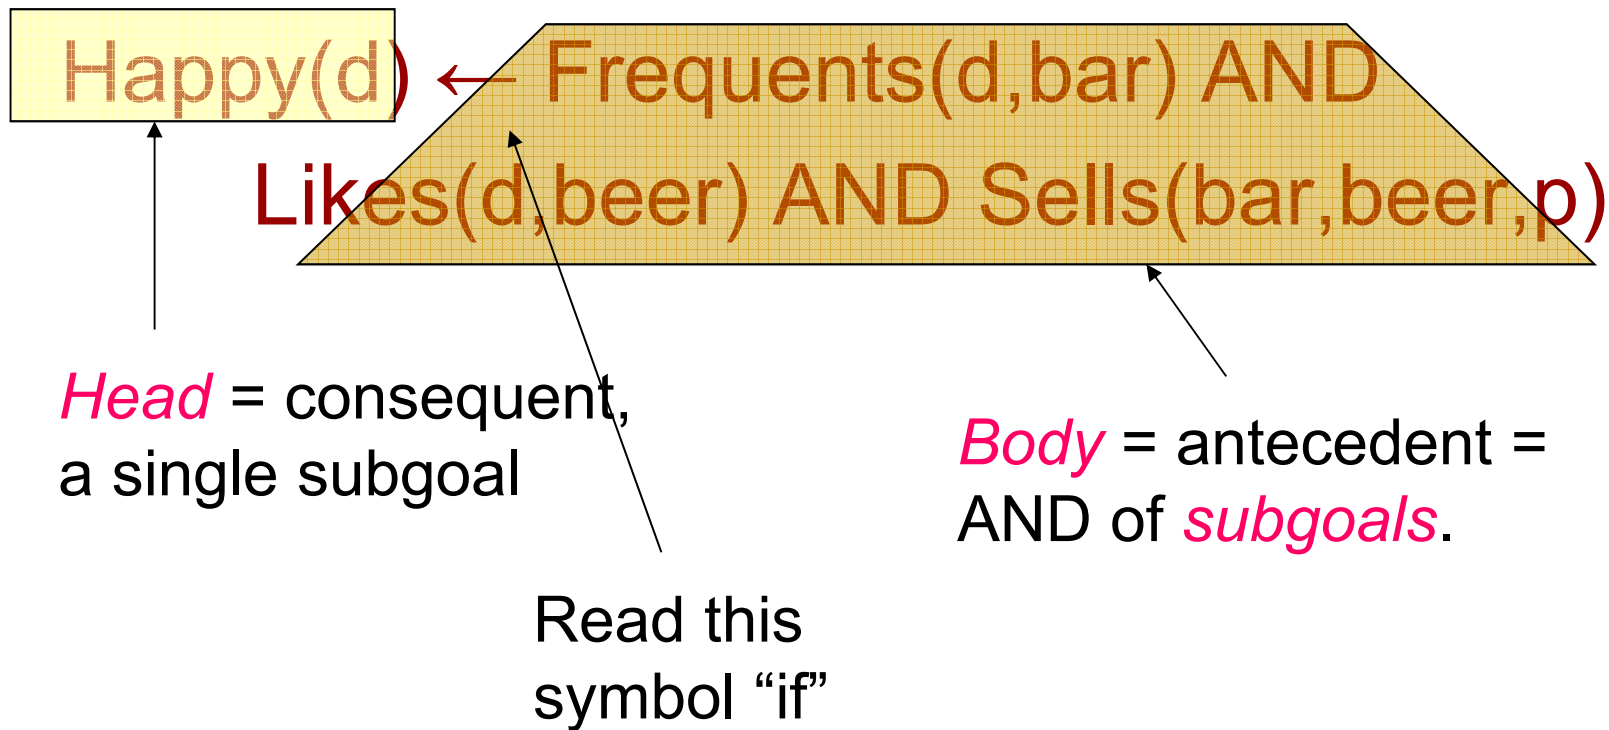 Happy(d) ← Frequents(d,bar) AND
Likes(d,beer) AND Sells(bar,beer,p)
Head = consequent,
a single subgoal
Body = antecedent =
AND of subgoals.
Read this
symbol “if”